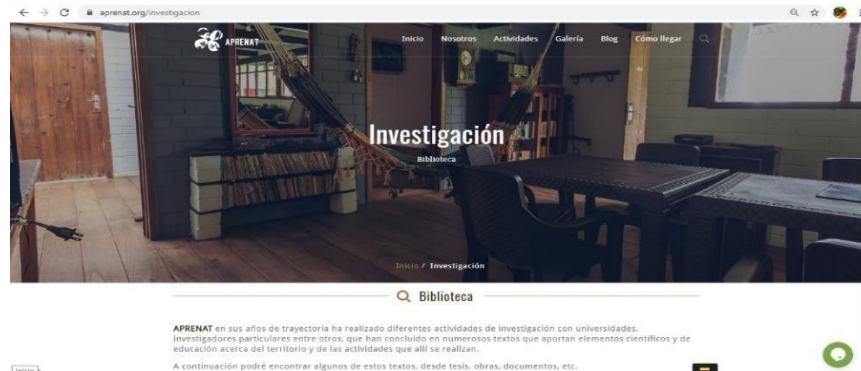 aprenat.org/investigacion
APRENAT
Inicio Nosotros Actividades Galería Blog Cómo llegar
Investigación
Biblioteca
Inicio / Investigación
Biblioteca
APRENAT en sus años de trayectoria ha realizado diferentes actividades de investigación con universidades,
investigadores particulares entre otros, que han concluido en numerosos textos que aportan elementos científicos y de
educación acerca del territorio y de las actividades que allí se realizan.
A continuación podré encontrar algunos de estos textos, desde tesis, obras, documentos, etc.
Inicio